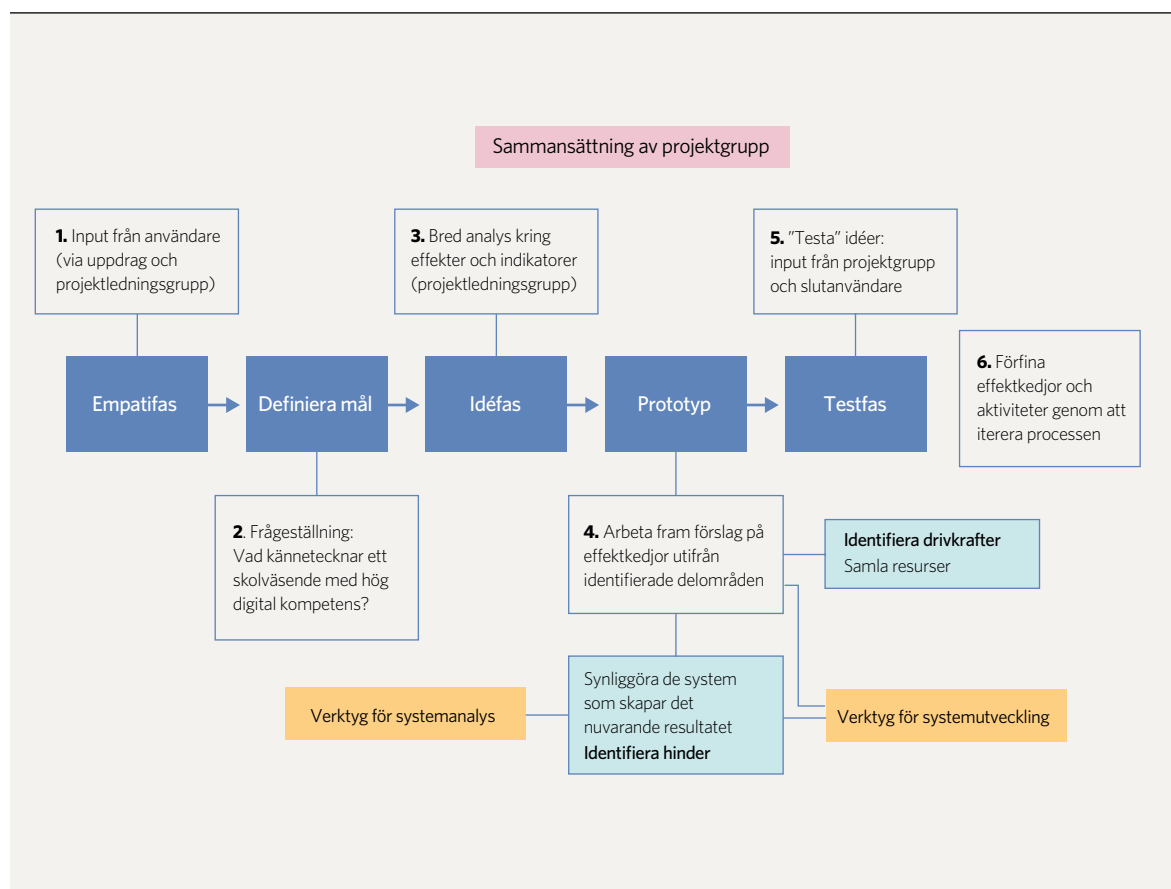 Sammansättning av projektgrupp
1. Input från användare
(via uppdrag och
projektledningsgrupp)
3. Bred analys kring
effekter och indikatorer
(projektledningsgrupp)
5. ”Testa” idéer:
input från projektgrupp
och slutanvändare
6. Förfina
effektkedjor och
aktiviteter genom att
iterera processen
Empatifas
Definiera mål
Idéfas
Prototyp
Testfas
2. Frågeställning:
Vad kännetecknar ett
skolväsende med hög
digital kompetens?
4. Arbeta fram förslag på
effektkedjor utifrån
identifierade delområden
Identifiera drivkrafter
Samla resurser
Verktyg för systemanalys
Synliggöra de system
som skapar det
nuvarande resultatet
Identifiera hinder
Verktyg för systemutveckling